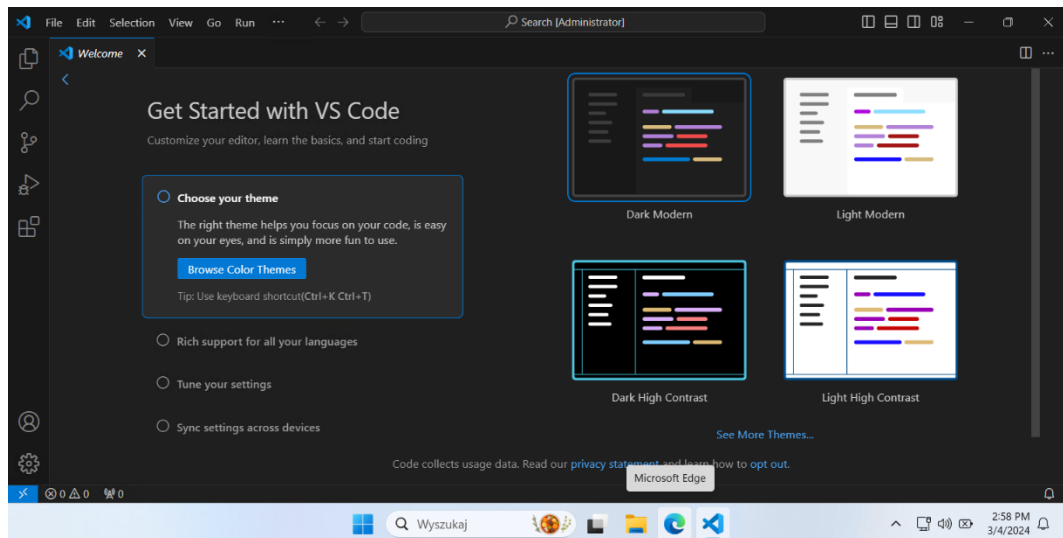 File Edit Selection View Go Run ··· Search [Administrator]
Welcome
Get Started with VS Code
Customize your editor, learn the basics, and start coding
Choose your theme
The right theme helps you focus on your code, is easy
on your eyes, and is simply more fun to use.
Browse Color Themes
Tip: Use keyboard shortcut(Ctrl+K Ctrl+T)
Rich support for all your languages
Tune your settings
Sync settings across devices
Dark Modern
Light Modern
Dark High Contrast
Light High Contrast
See More Themes...
Code collects usage data. Read our privacy statement and learn how to opt out.
Microsoft Edge
0 0 0
Wyszukaj
2:58 PM
3/4/2024